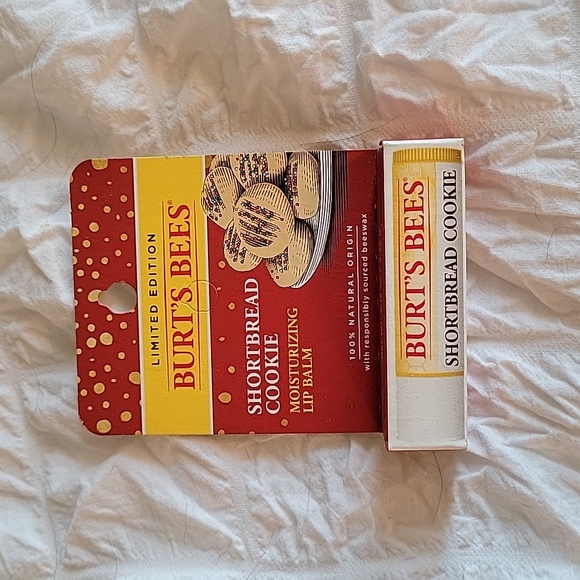 LIMITED EDITION
BURT'S BEES®
SHORTBREAD
COOKIE
MOISTURIZING
LIP BALM
100% NATURAL ORIGIN
with responsibly sourced beeswax
BURT'S BEES®
SHORTBREAD COOKIE